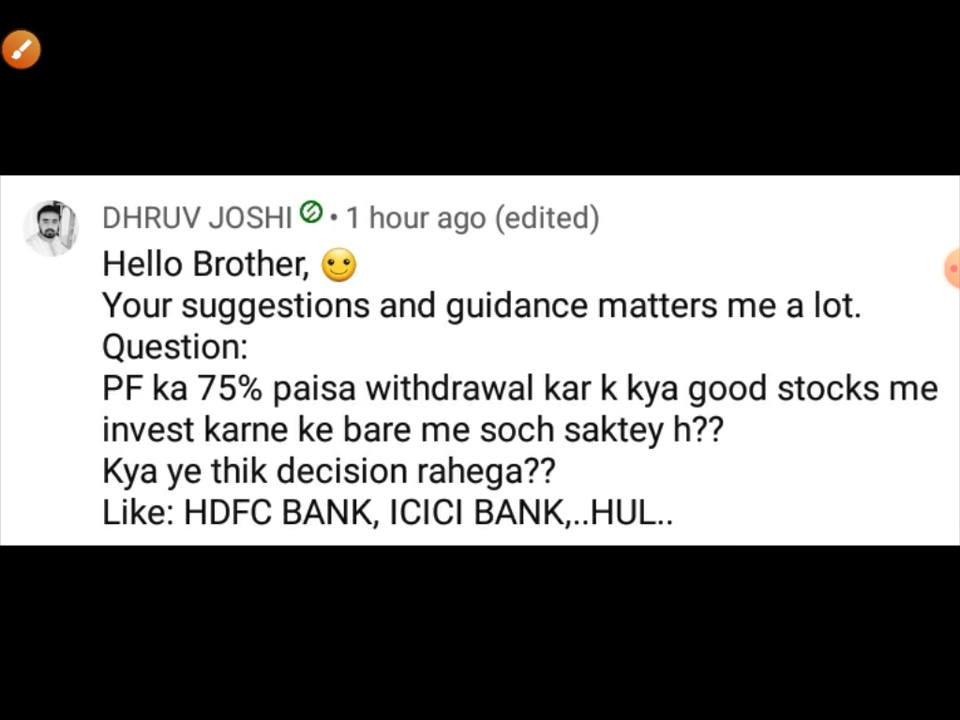 DHRUV JOSHI • 1 hour ago (edited)
Hello Brother, 🙂
Your suggestions and guidance matters me a lot.
Question:
PF ka 75% paisa withdrawal kar k kya good stocks me
invest karne ke bare me soch saktey h??
Kya ye thik decision rahega??
Like: HDFC BANK, ICICI BANK,..HUL..